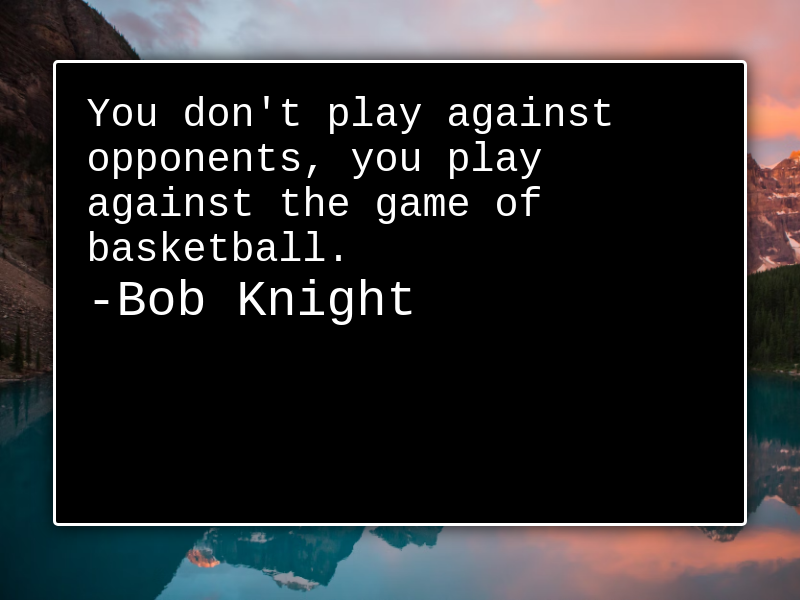 You don't play against
opponents, you play
against the game of
basketball.
-Bob Knight